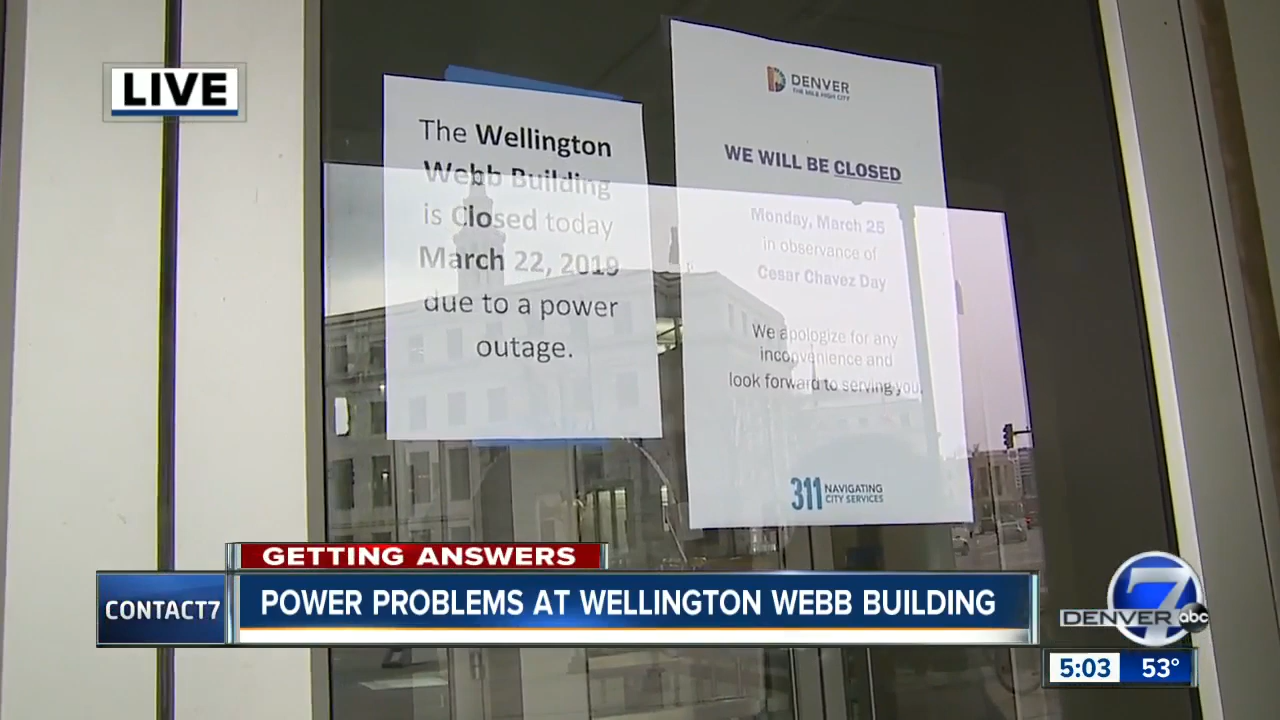 LIVE
The Wellington
Webb Building
is Closed today
March 22, 2019
due to a power
outage.
DENVER
THE MILE HIGH CITY
WE WILL BE CLOSED
Monday, March 25
in observance of
Cesar Chavez Day
We apologize for any
inconvenience and
look forward to serving you.
311 NAVIGATING
CITY SERVICES
GETTING ANSWERS
CONTACT7
POWER PROBLEMS AT WELLINGTON WEBB BUILDING
DENVER 7 abc
5:03 53°